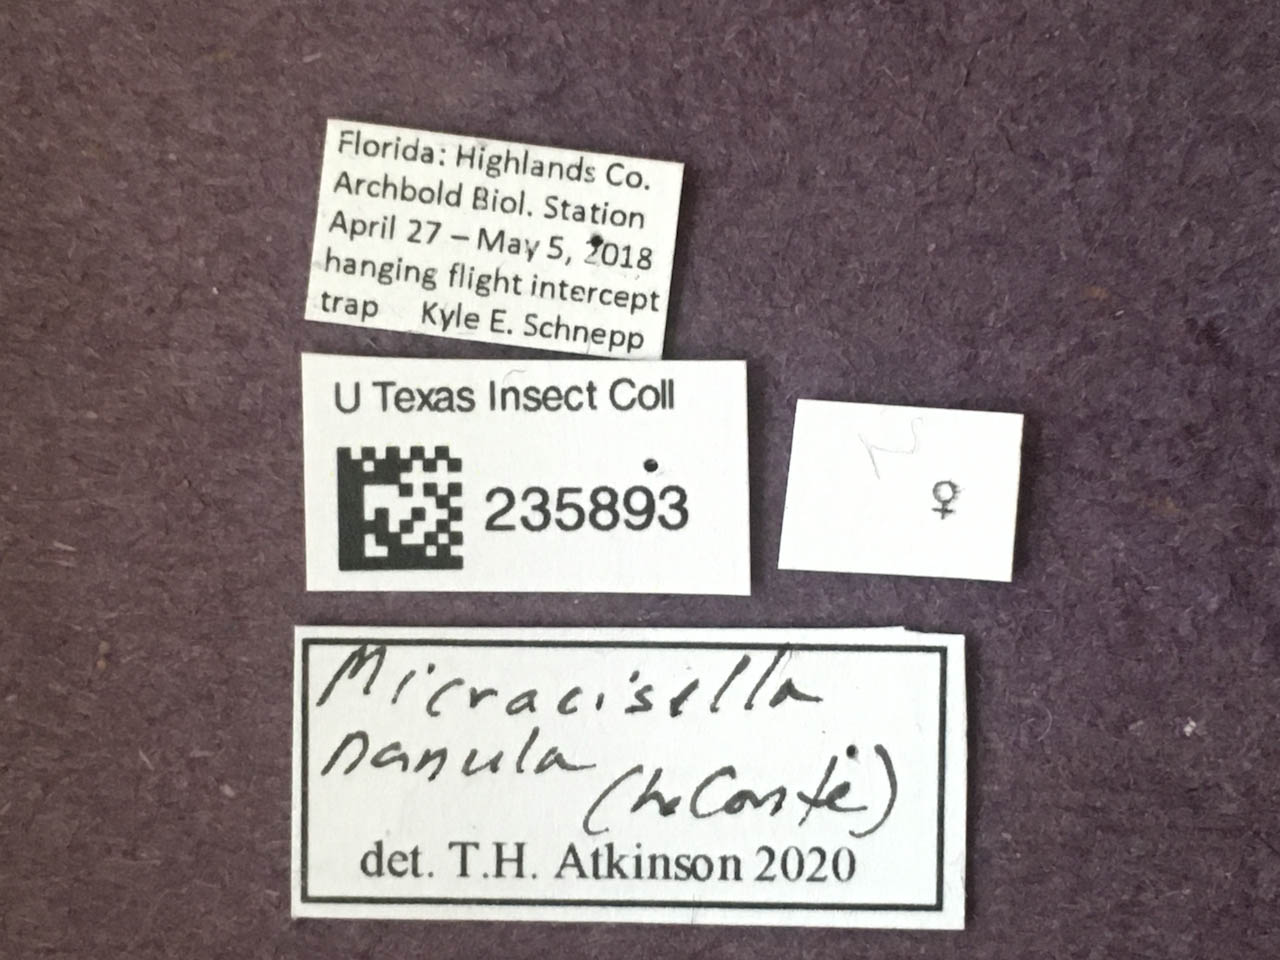 Florida: Highlands Co.
Archbold Biol. Station
April 27 – May 5, 2018
hanging flight intercept
trap Kyle E. Schnepp
U Texas Insect Coll
235893
♀
Micracisella
nanula (LeConte)
det. T.H. Atkinson 2020